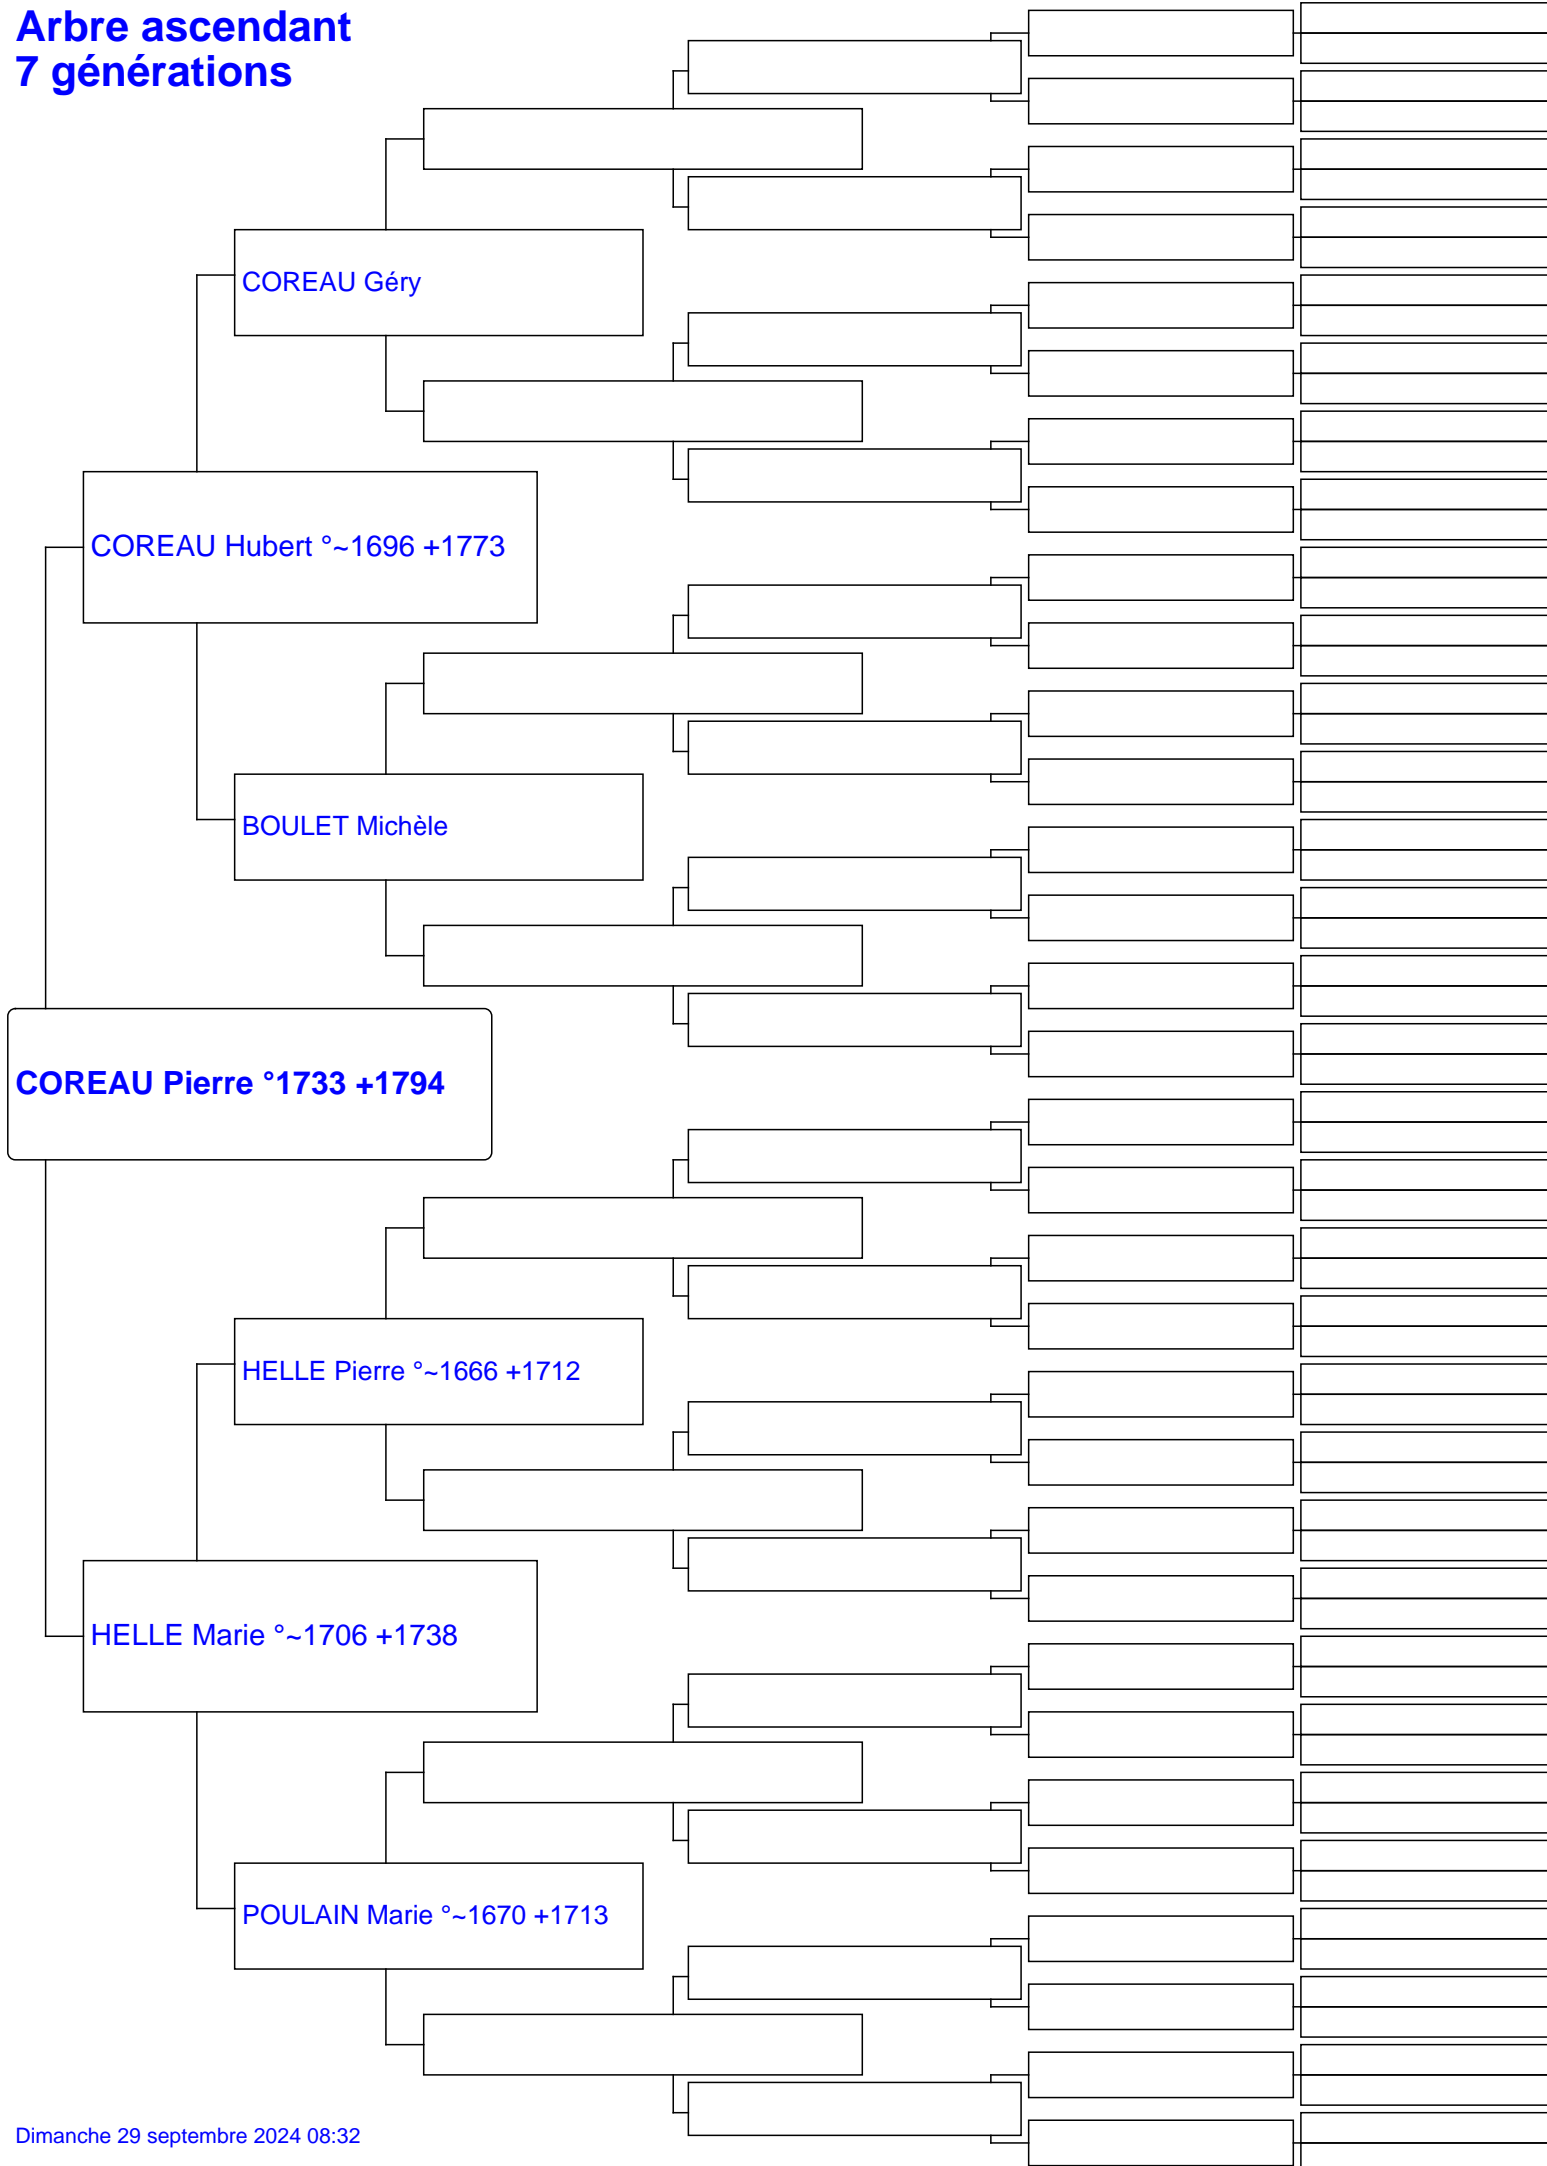 Arbre ascendant
7 générations
COREAU Géry
COREAU Hubert °~1696 +1773
BOULET Michèle
COREAU Pierre °1733 +1794
HELLE Pierre °~1666 +1712
HELLE Marie °~1706 +1738
POULAIN Marie °~1670 +1713
Dimanche 29 septembre 2024 08:32